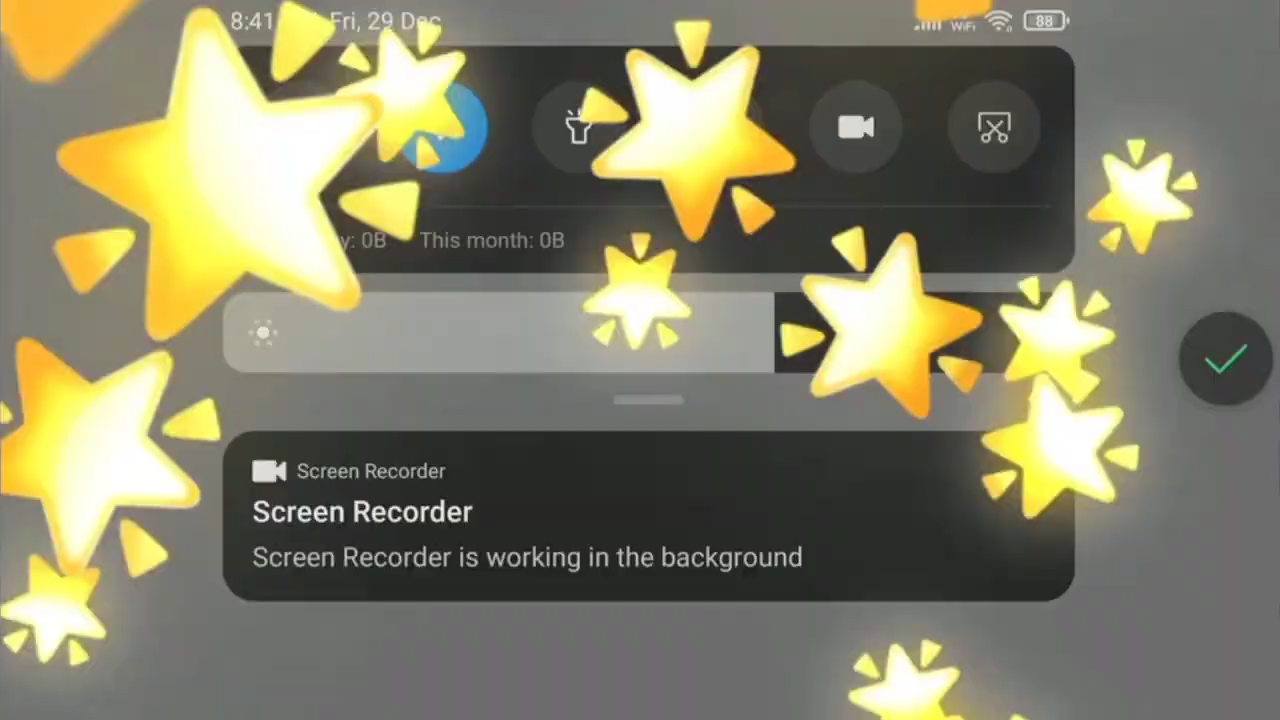 8:41 Fri, 29 Dec
WiFi 88
0B This month: 0B
Screen Recorder
Screen Recorder
Screen Recorder is working in the background